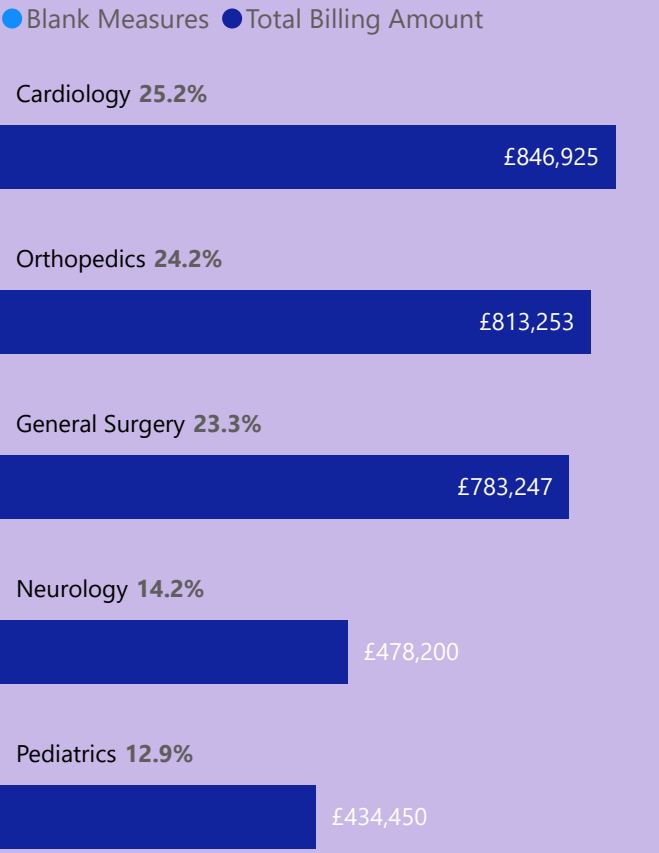 Blank Measures Total Billing Amount
Cardiology 25.2%
£846,925
Orthopedics 24.2%
£813,253
General Surgery 23.3%
£783,247
Neurology 14.2%
£478,200
Pediatrics 12.9%
£434,450